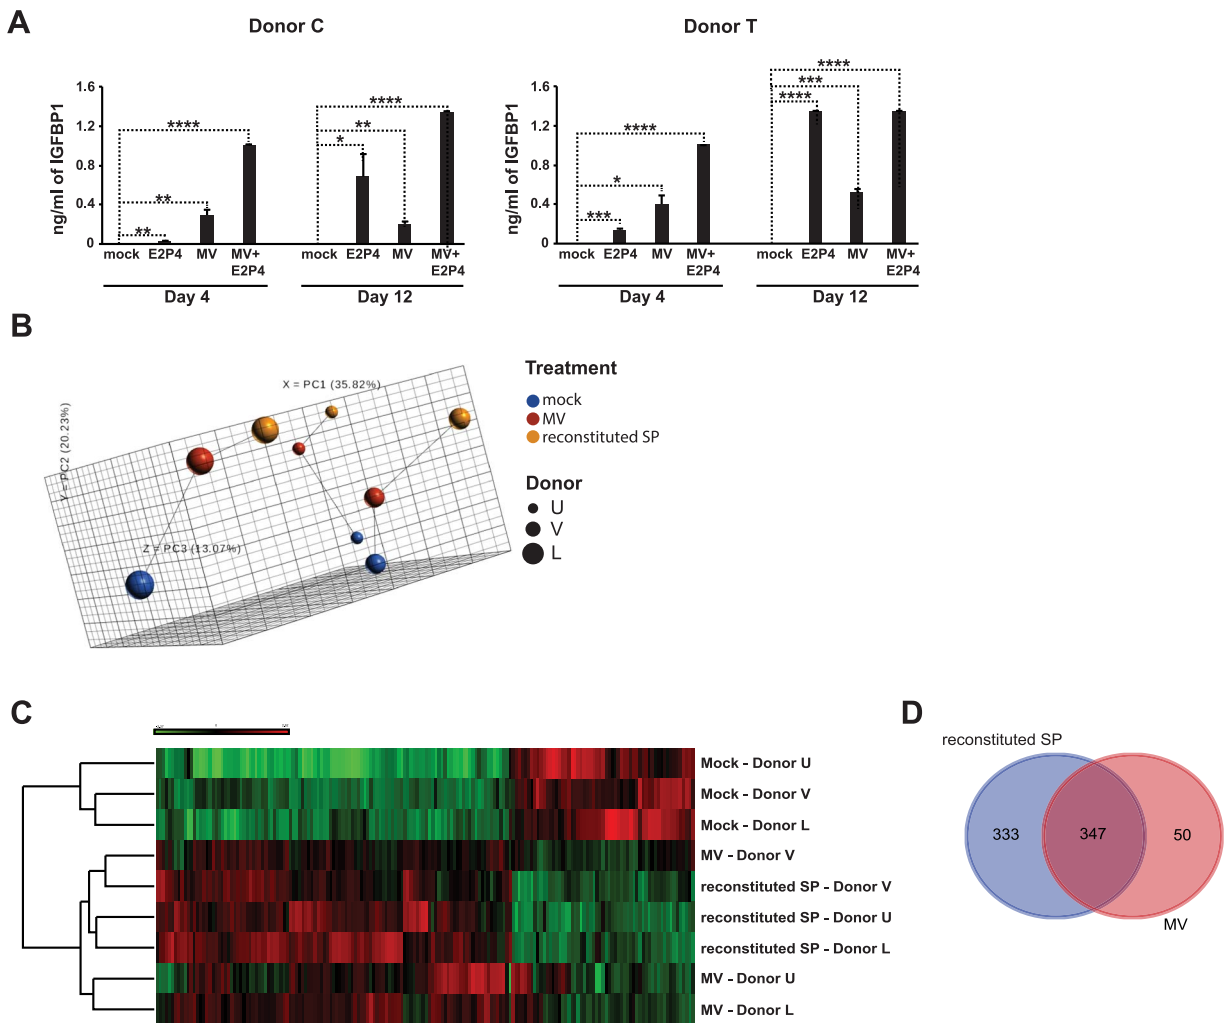 A
Donor C
Donor T
ng/ml of IGFBP1
1.6
1.2
0.8
0.4
0
**
**
****
*
**
****
mock E2P4 MV MV+ E2P4
mock E2P4 MV MV+ E2P4
Day 4
Day 12
ng/ml of IGFBP1
1.6
1.2
0.8
0.4
0
***
*
****
****
***
****
mock E2P4 MV MV+ E2P4
mock E2P4 MV MV+ E2P4
Day 4
Day 12
B
X = PC1 (35.82%)
Y = PC2 (20.23%)
Z = PC3 (13.07%)
Treatment
mock
MV
reconstituted SP
Donor
U
V
L
C
Mock - Donor U
Mock - Donor V
Mock - Donor L
MV - Donor V
reconstituted SP - Donor V
reconstituted SP - Donor U
reconstituted SP - Donor L
MV - Donor U
MV - Donor L
D
reconstituted SP
333
347
50
MV